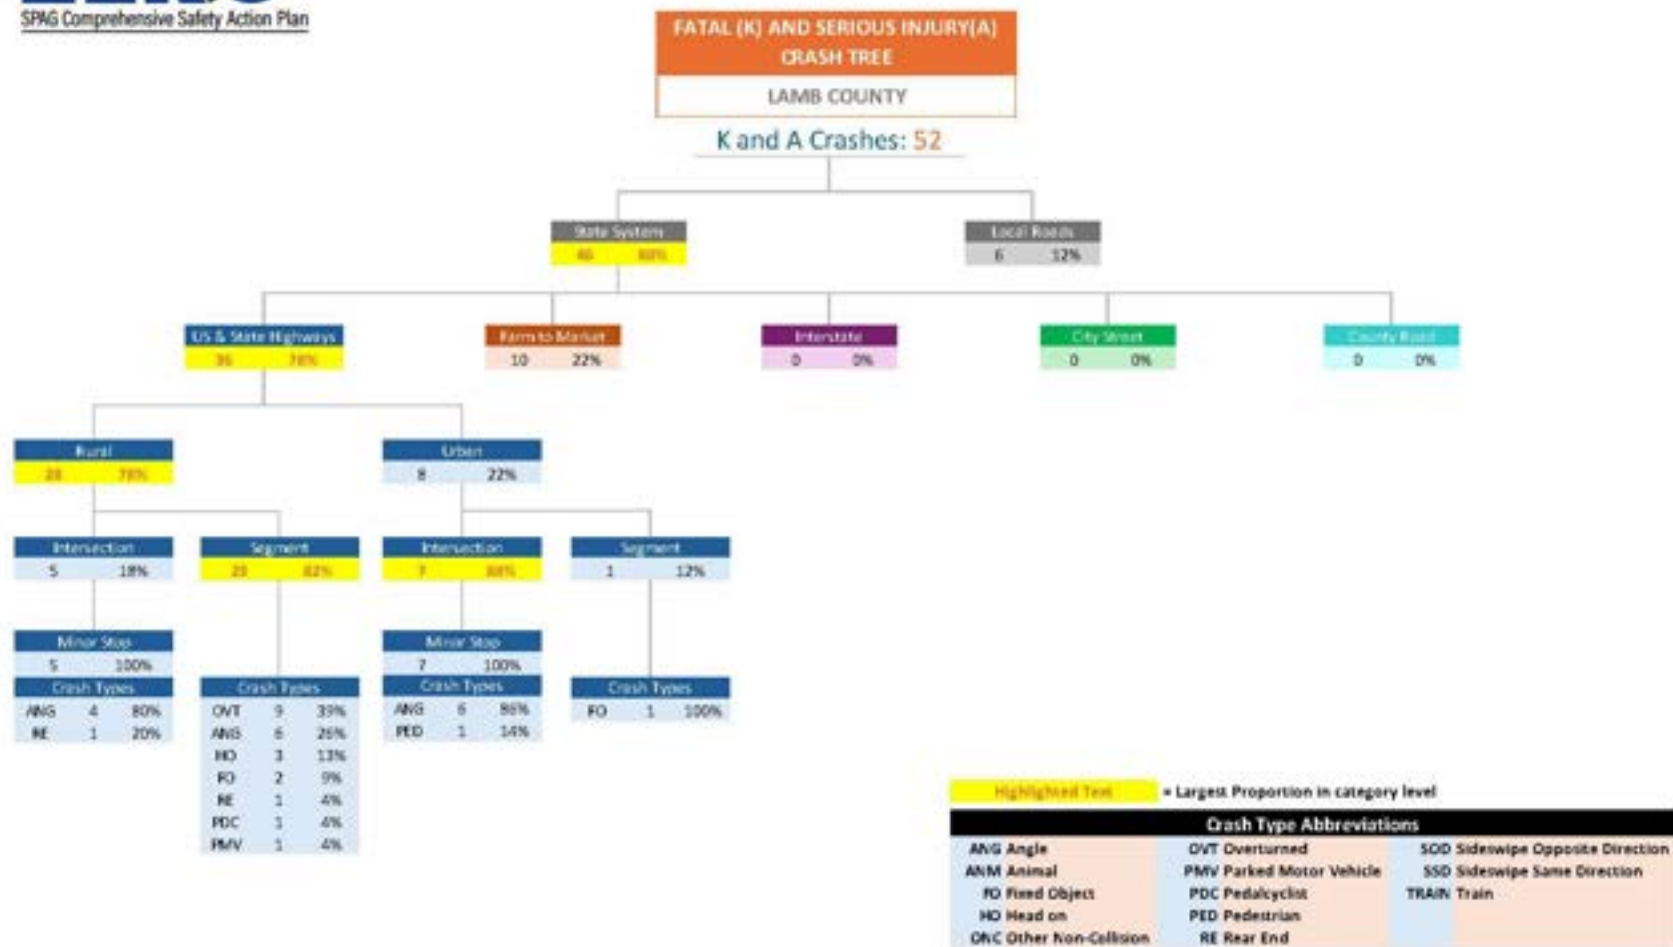 SPAG Comprehensive Safety Action Plan
FATAL (K) AND SERIOUS INJURY(A)
CRASH TREE
LAMB COUNTY
K and A Crashes: 52
State System
46 88%
Local Roads
6 12%
US & State Highways
36 78%
Farm to Market
10 22%
Interstate
0 0%
City Street
0 0%
County Road
0 0%
Rural
28 78%
Urban
8 22%
Intersection
5 18%
Segment
23 82%
Intersection
7 88%
Segment
1 12%
Minor Stop
5 100%
Crash Types
ANG 4 80%
RE 1 20%
Crash Types
OVT 9 39%
ANG 6 26%
HO 3 13%
FO 2 9%
RE 1 4%
PDC 1 4%
PMV 1 4%
Minor Stop
7 100%
Crash Types
ANG 6 86%
PED 1 14%
Crash Types
FO 1 100%
Highlighted Text = Largest Proportion in category level
Crash Type Abbreviations
ANG Angle OVT Overturned SOD Sideswipe Opposite Direction
ANM Animal PMV Parked Motor Vehicle SSD Sideswipe Same Direction
FO Fixed Object PDC Pedalcyclist TRAIN Train
HO Head on PED Pedestrian
ONC Other Non-Collision RE Rear End